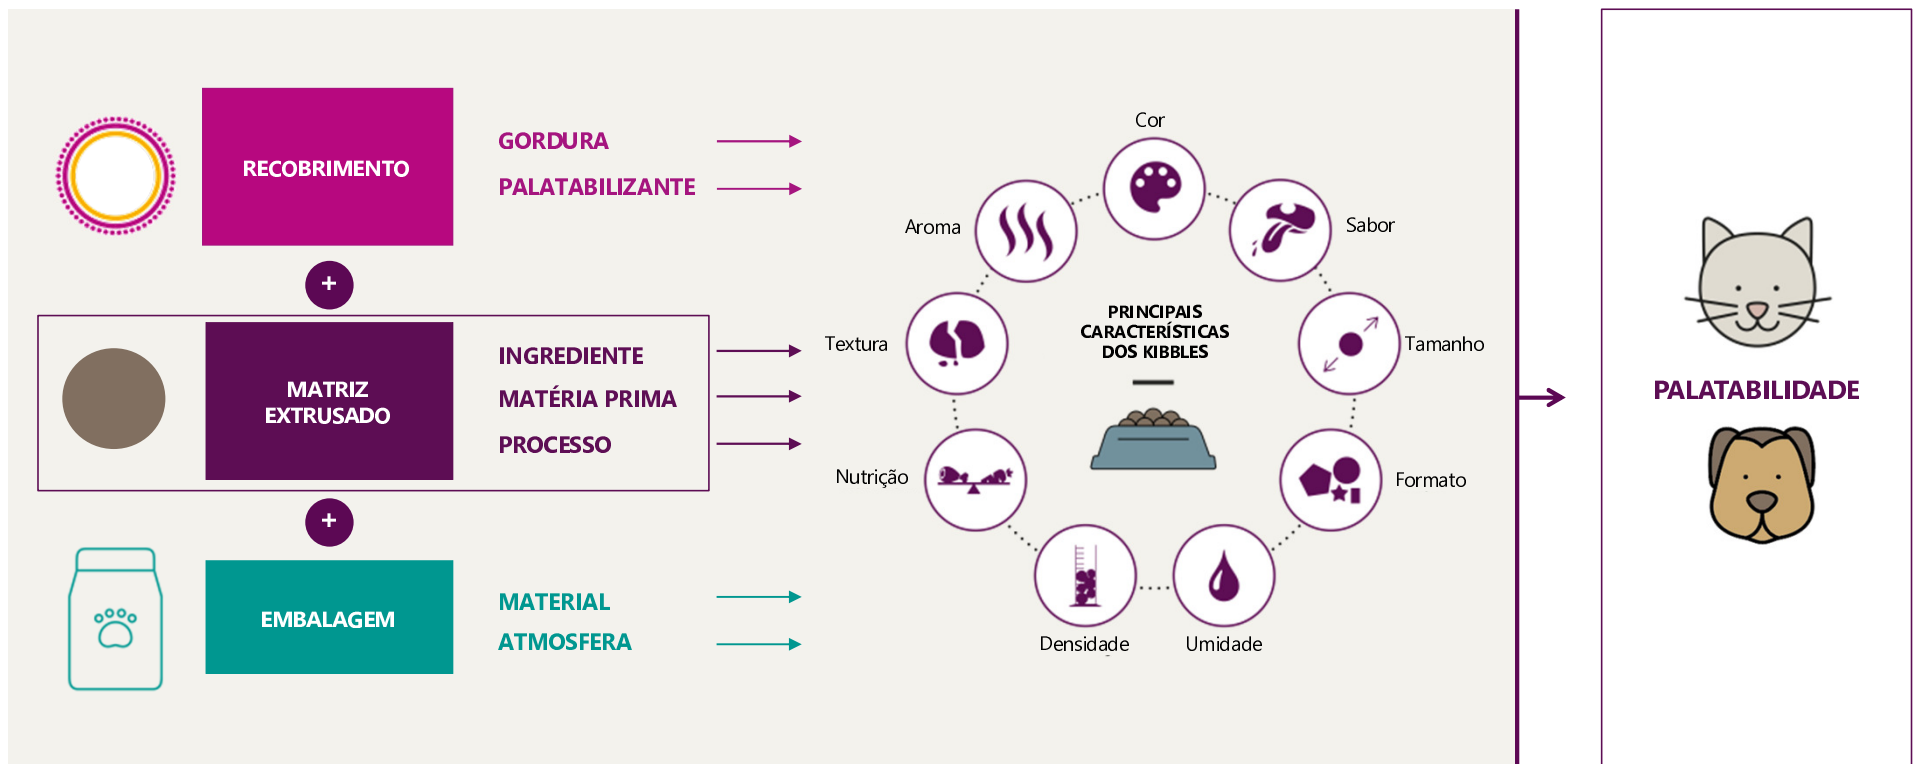 RECOBRIMENTO
GORDURA
PALATABILIZANTE
+
MATRIZ
EXTRUSADO
INGREDIENTE
MATÉRIA PRIMA
PROCESSO
+
EMBALAGEM
MATERIAL
ATMOSFERA
Cor
Aroma
Sabor
Textura
Tamanho
PRINCIPAIS
CARACTERÍSTICAS
DOS KIBBLES
Nutrição
Formato
Densidade
Umidade
PALATABILIDADE